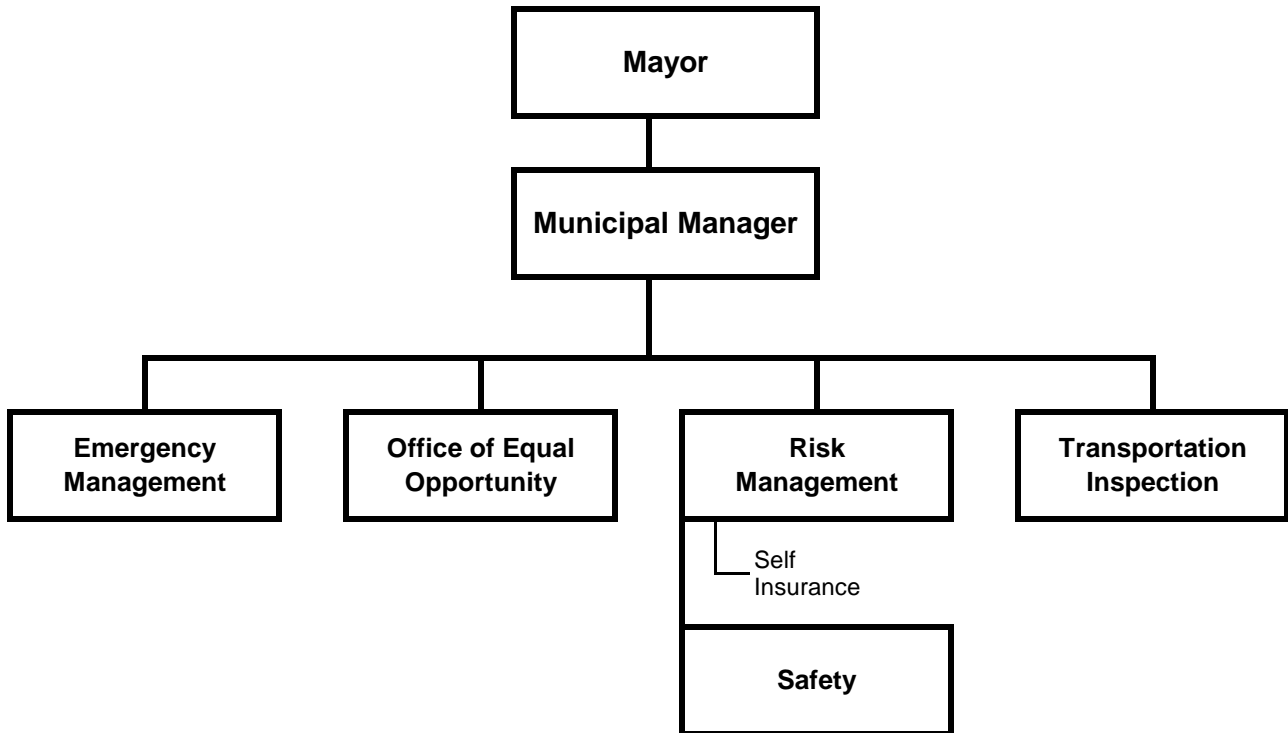 Mayor
Municipal Manager
Emergency
Management
Office of Equal
Opportunity
Risk
Management
Transportation
Inspection
Self
Insurance
Safety